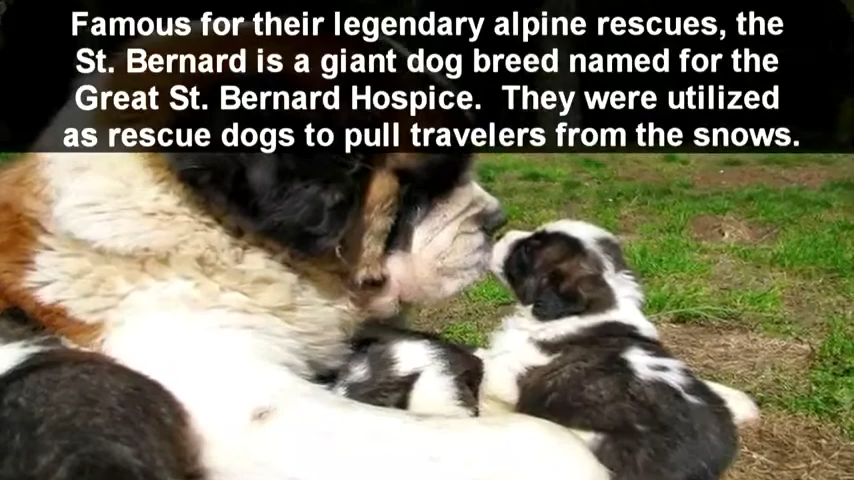 Famous for their legendary alpine rescues, the
St. Bernard is a giant dog breed named for the
Great St. Bernard Hospice.  They were utilized
as rescue dogs to pull travelers from the snows.